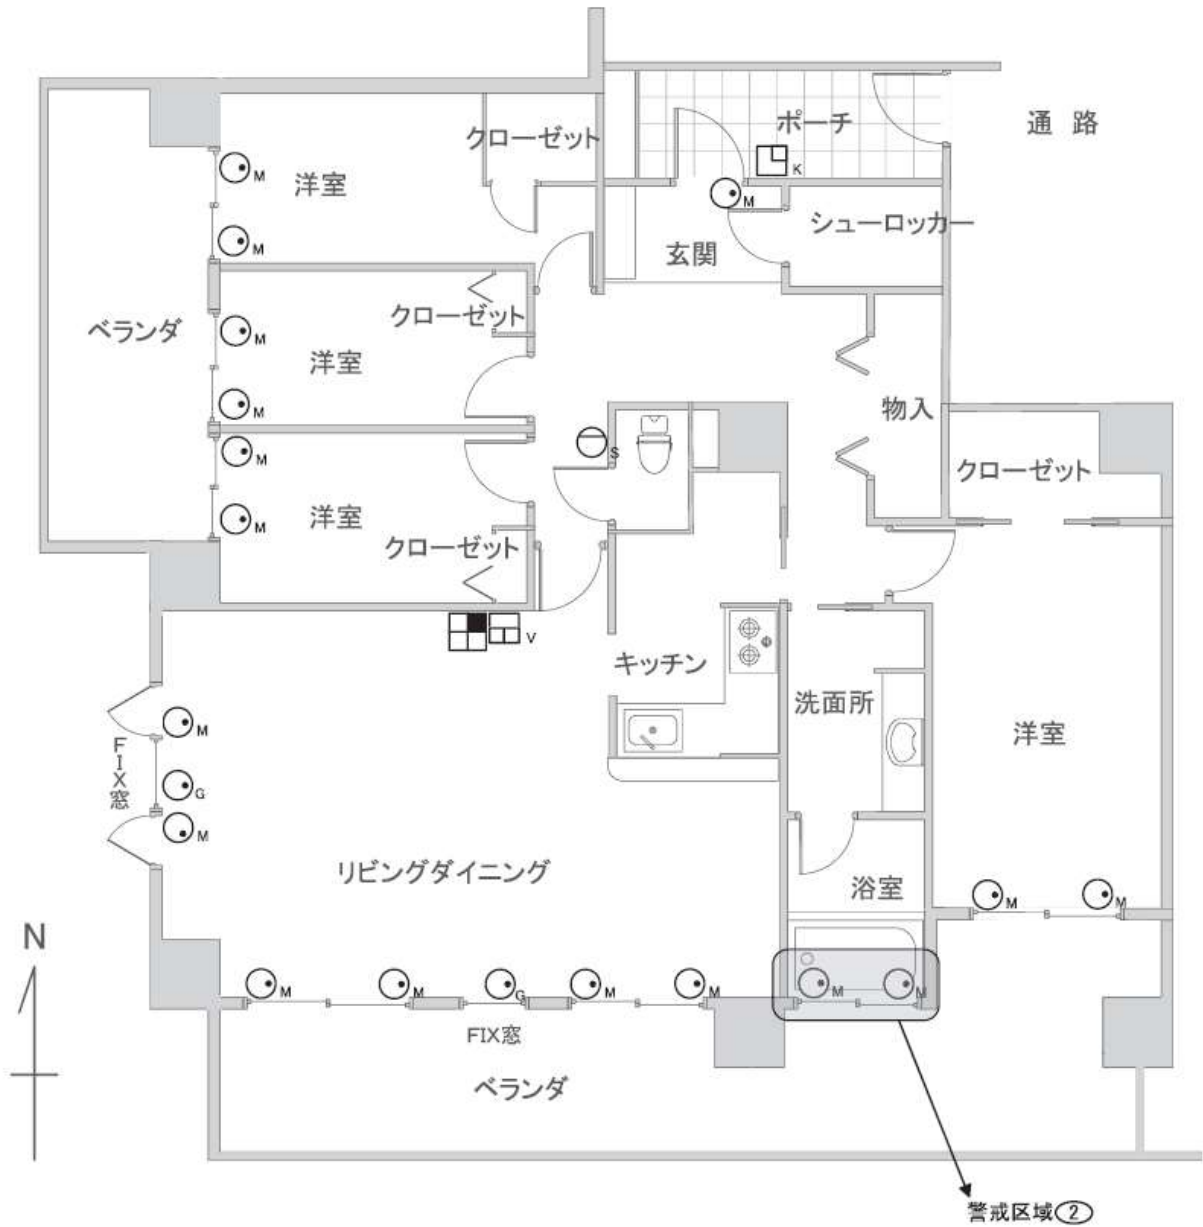 クローゼット
ポーチ
通 路
K
M
洋室
M
シューロッカー
M
玄関
クローゼット
ベランダ
M
洋室
M
物入
M
S
クローゼット
洋室
M
クローゼット
V
キッチン
洗面所
洋室
M
FIX窓
G
M
リビングダイニング
浴室
M
M
N
M
M
G
M
M
M
M
FIX窓
ベランダ
警戒区域②